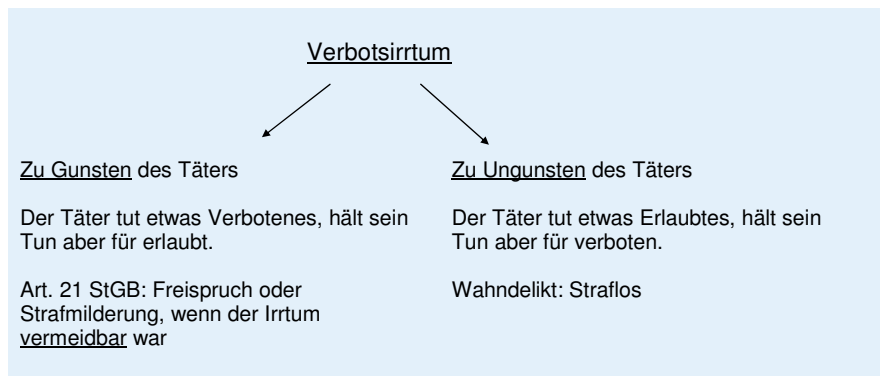 Verbotsirrtum
Zu Gunsten des Täters
Der Täter tut etwas Verbotenes, hält sein
Tun aber für erlaubt.
Art. 21 StGB: Freispruch oder
Strafmilderung, wenn der Irrtum
vermeidbar war
Zu Ungunsten des Täters
Der Täter tut etwas Erlaubtes, hält sein
Tun aber für verboten.
Wahndelikt: Straflos